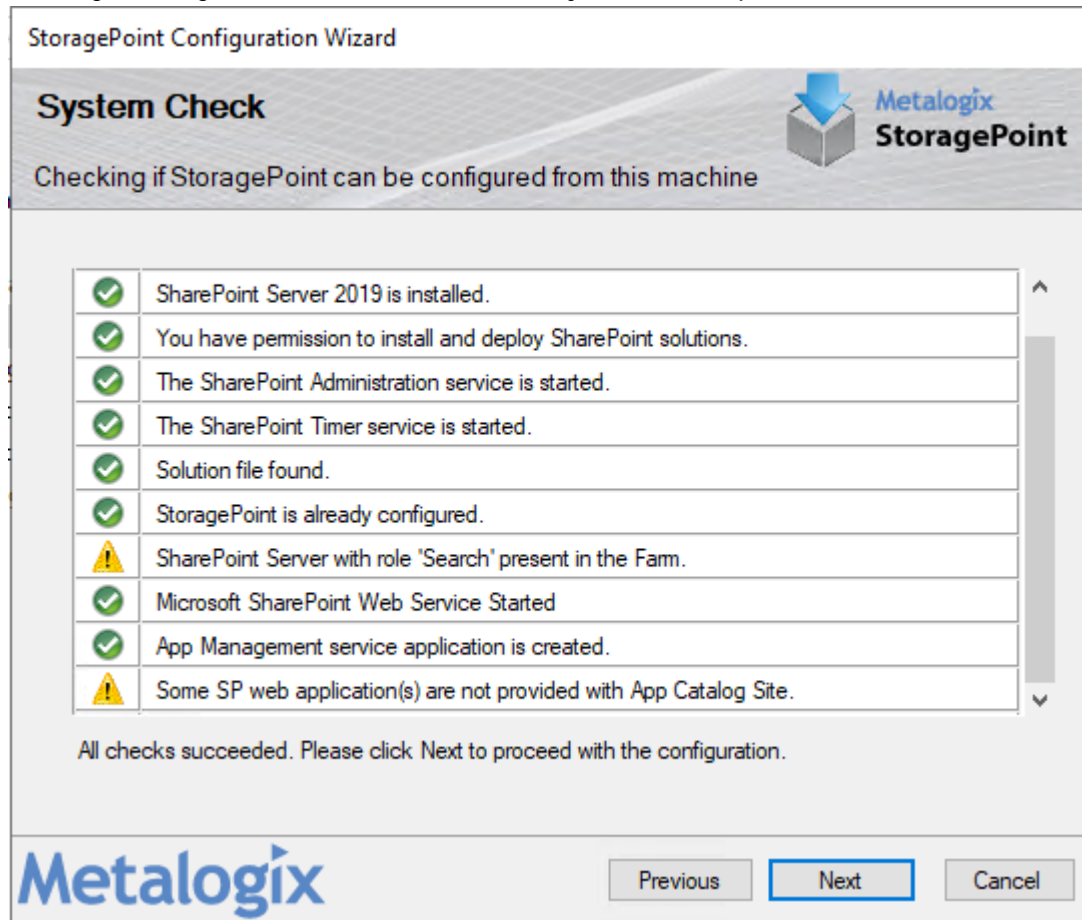 StoragePoint Configuration Wizard
System Check
Metalogix
StoragePoint
Checking if StoragePoint can be configured from this machine
SharePoint Server 2019 is installed.
You have permission to install and deploy SharePoint solutions.
The SharePoint Administration service is started.
The SharePoint Timer service is started.
Solution file found.
StoragePoint is already configured.
SharePoint Server with role 'Search' present in the Farm.
Microsoft SharePoint Web Service Started
App Management service application is created.
Some SP web application(s) are not provided with App Catalog Site.
All checks succeeded. Please click Next to proceed with the configuration.
Metalogix
Previous Next Cancel